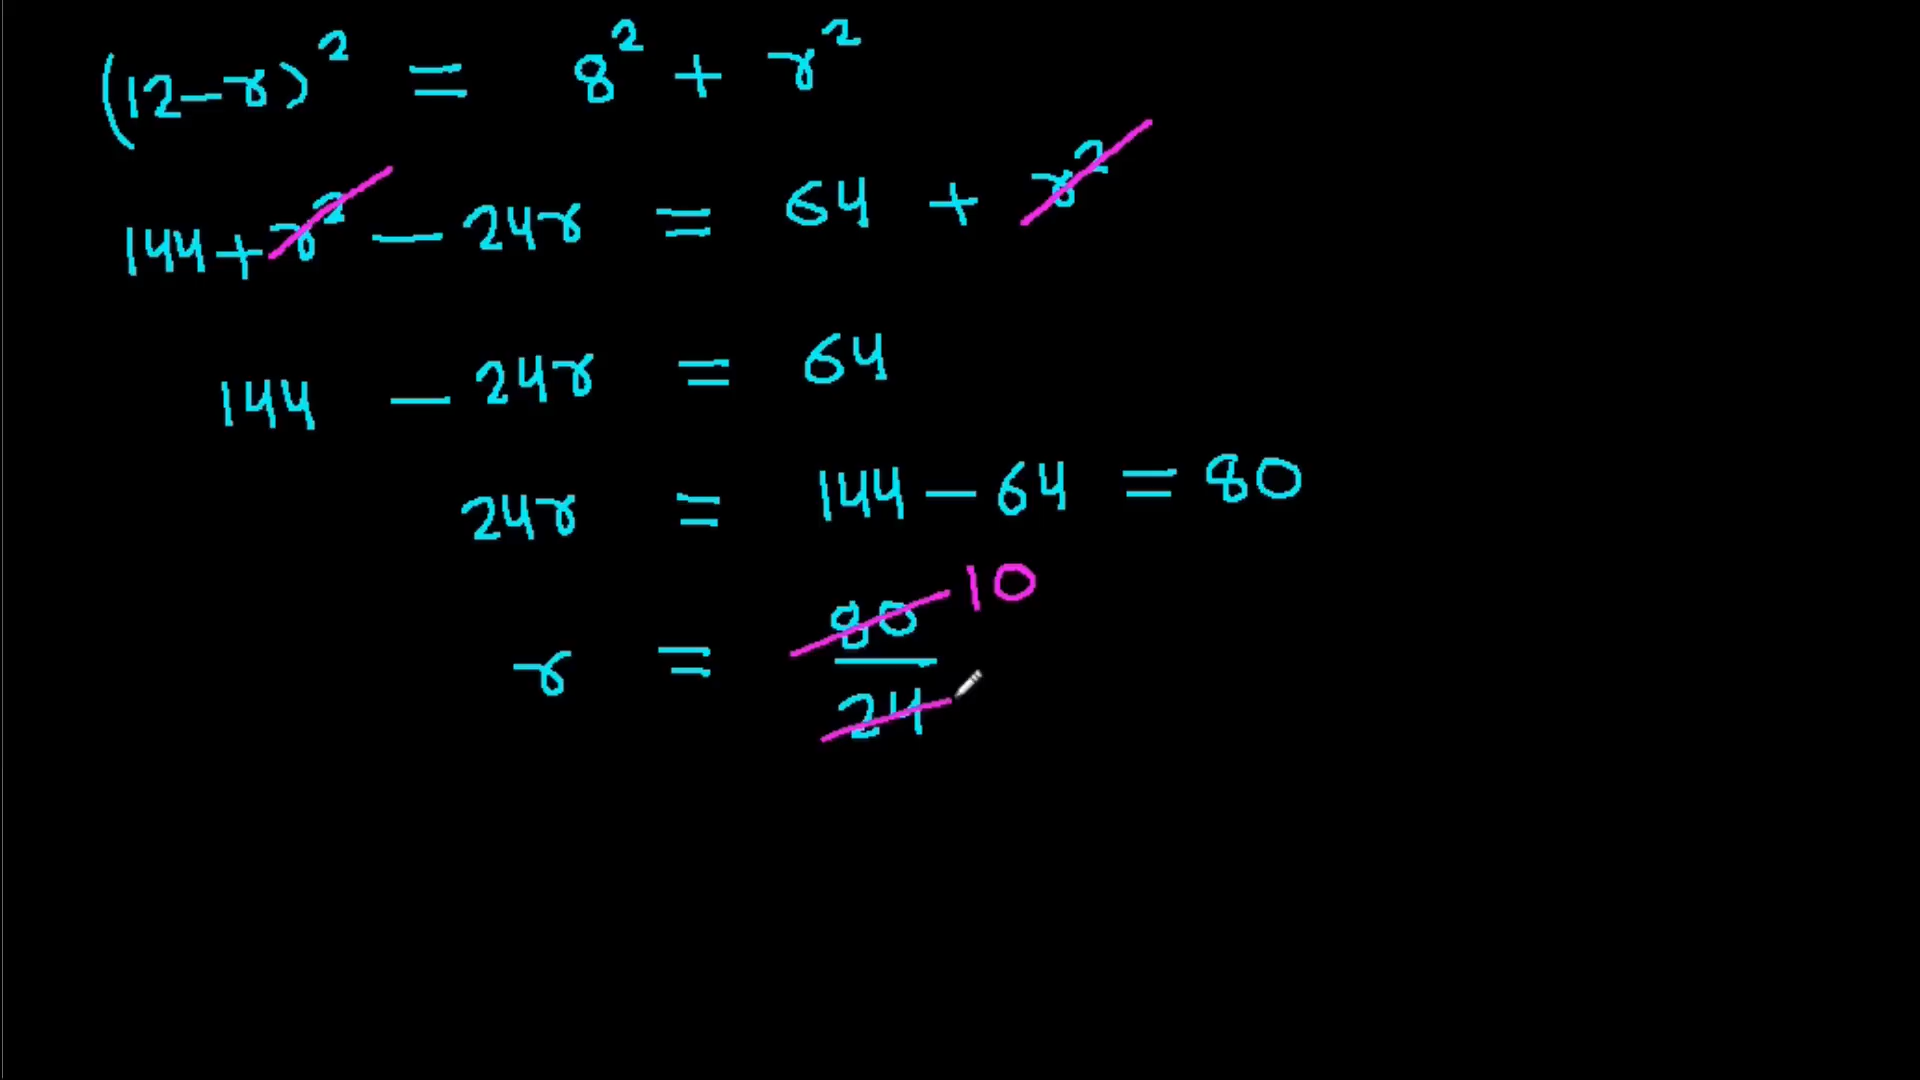 (12-r)² = 8² + r²
144 + r² - 24r = 64 + r²
144 - 24r = 64
24r = 144 - 64 = 80
r = 80/24 10